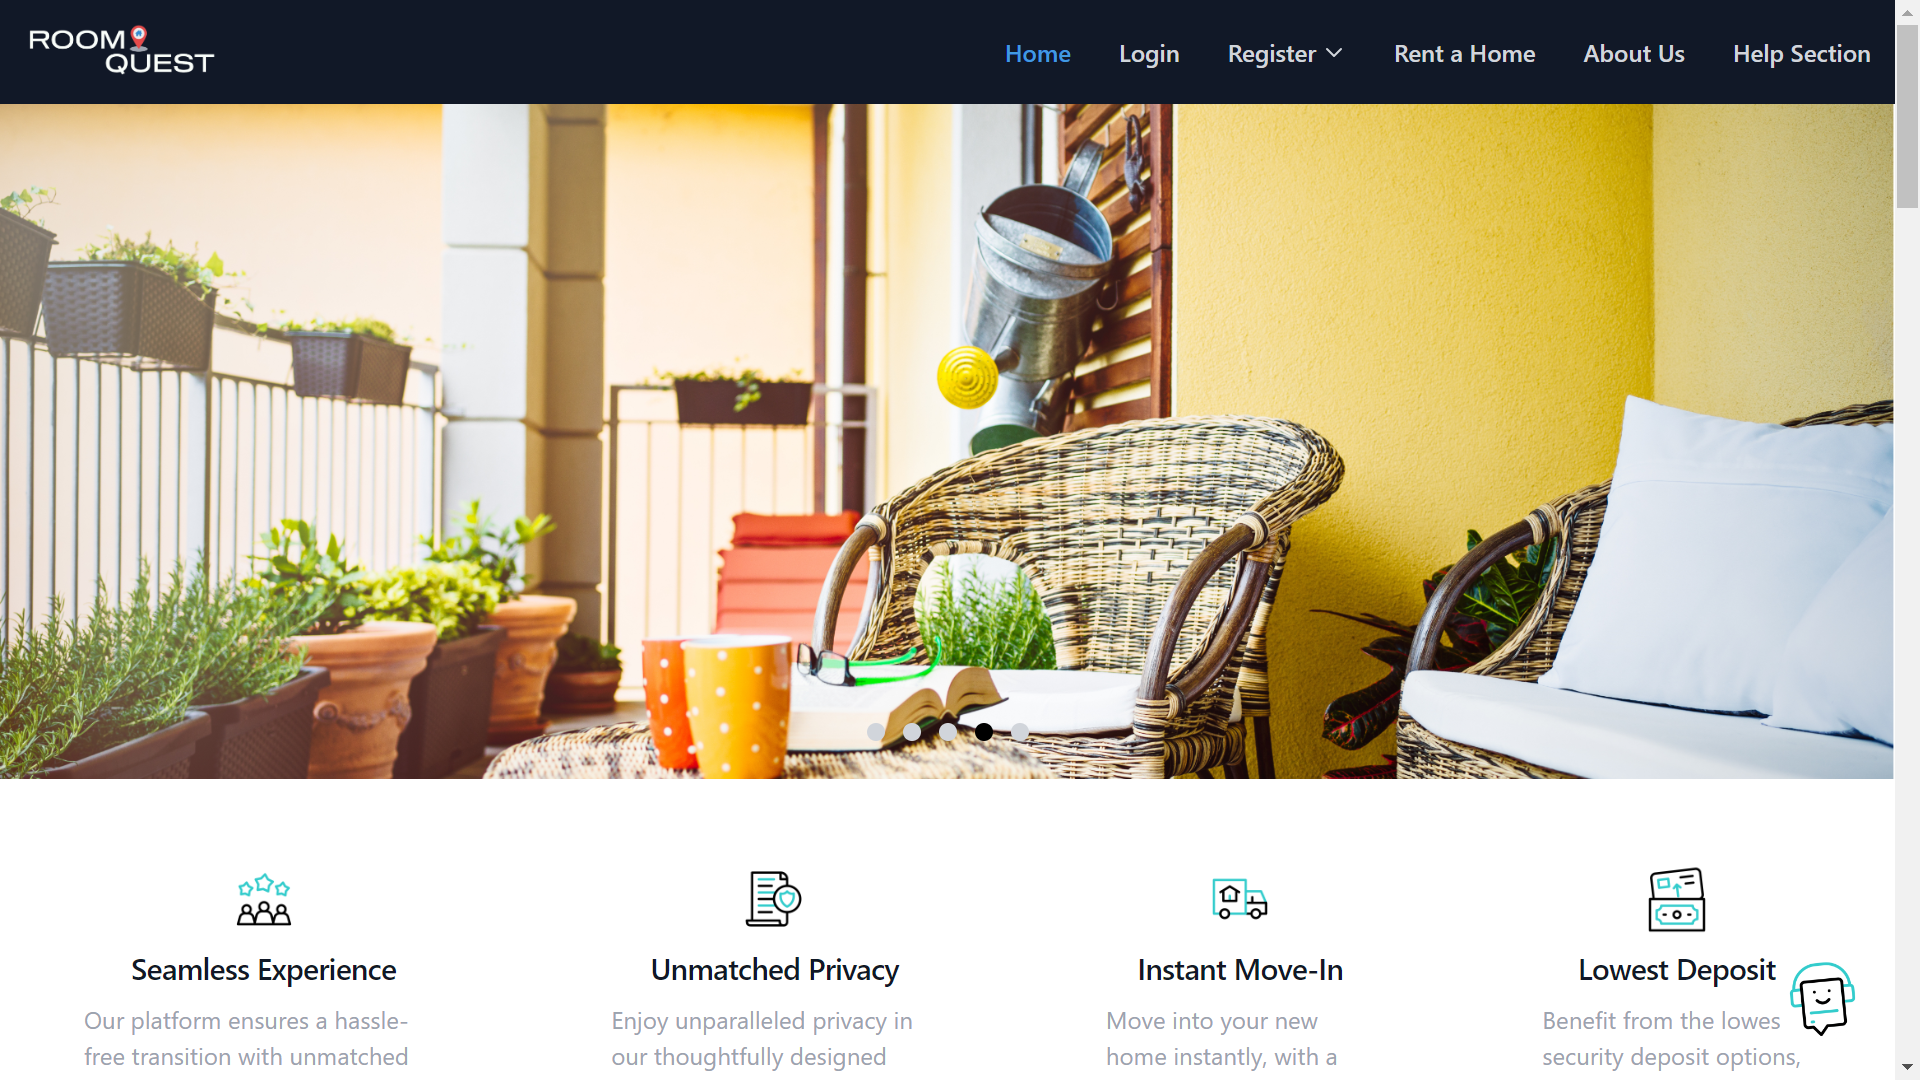 ROOM QUEST
Home Login Register Rent a Home About Us Help Section
Seamless Experience
Our platform ensures a hassle-
free transition with unmatched
Unmatched Privacy
Enjoy unparalleled privacy in
our thoughtfully designed
Instant Move-In
Move into your new
home instantly, with a
Lowest Deposit
Benefit from the lowes
security deposit options,